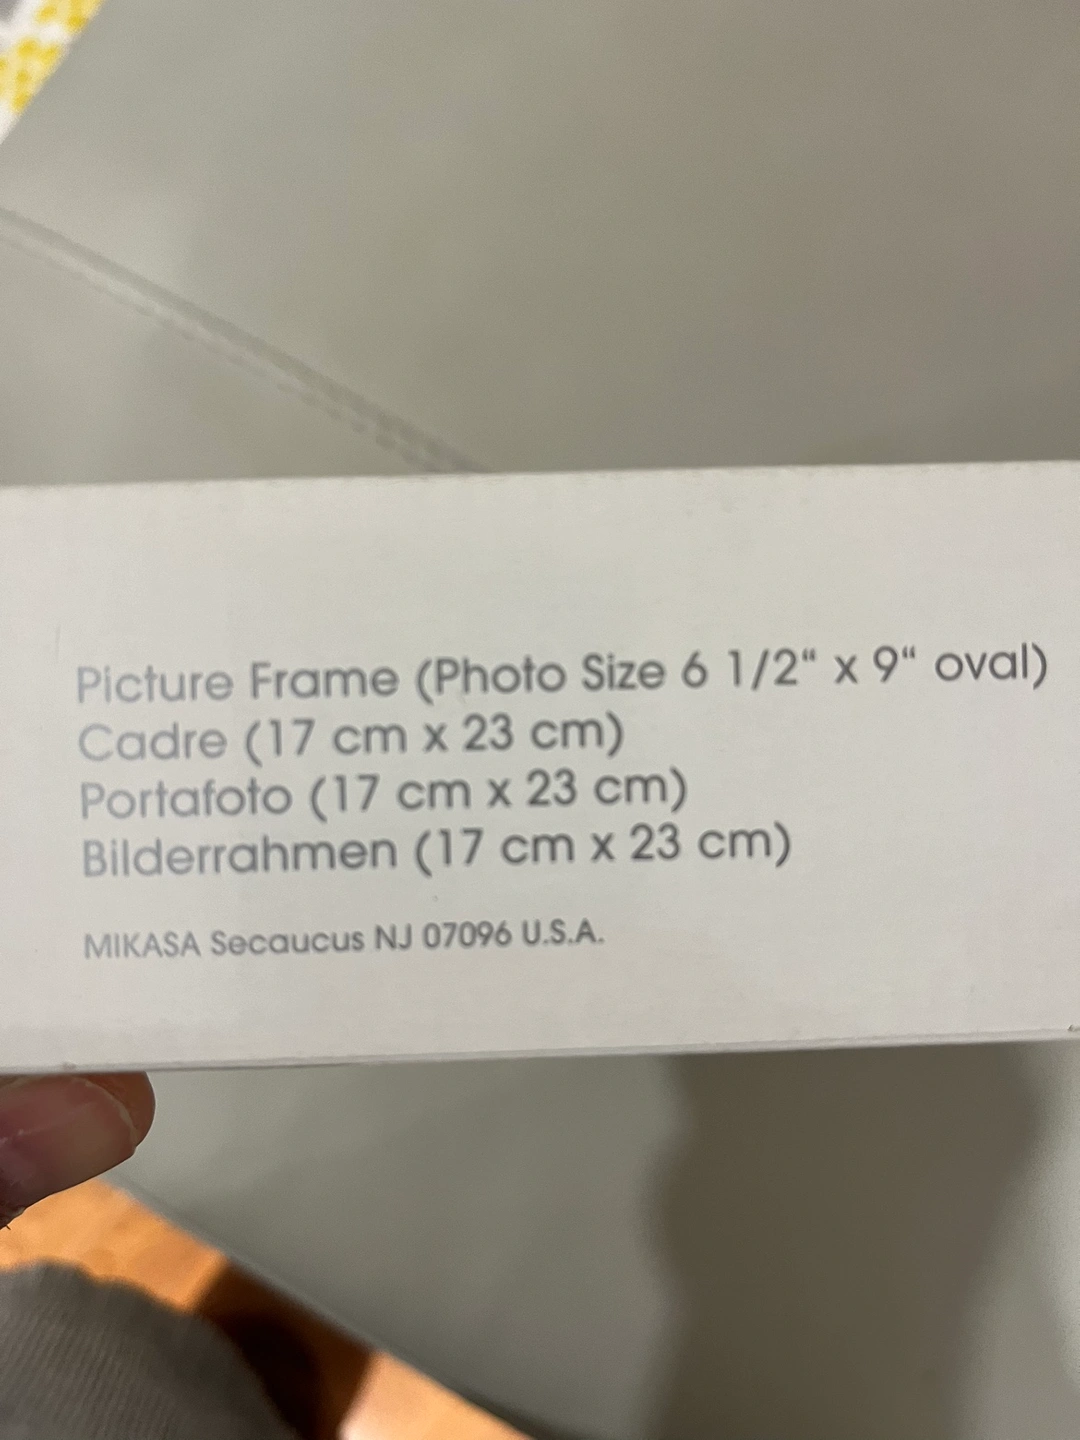 Picture Frame (Photo Size 6 1/2“ x 9“ oval)
Cadre (17 cm x 23 cm)
Portafoto (17 cm x 23 cm)
Bilderrahmen (17 cm x 23 cm)
MIKASA Secaucus NJ 07096 U.S.A.